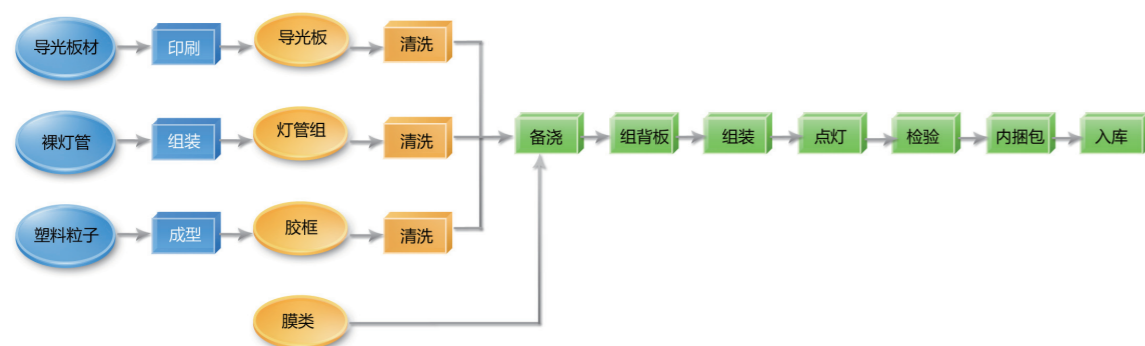 导光板材
印刷
导光板
清洗
裸灯管
组装
灯管组
清洗
备浇
组背板
组装
点灯
检验
内捆包
入库
塑料粒子
成型
胶框
清洗
膜类